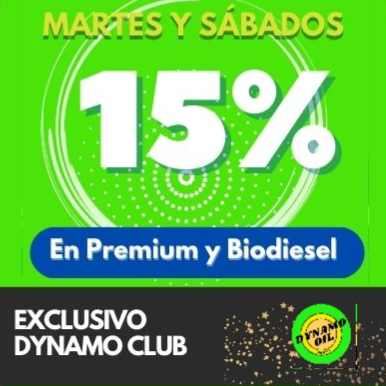 MARTES Y SÁBADOS
15%
En Premium y Biodiesel
EXCLUSIVO
DYNAMO CLUB
DYNAMO
OIL